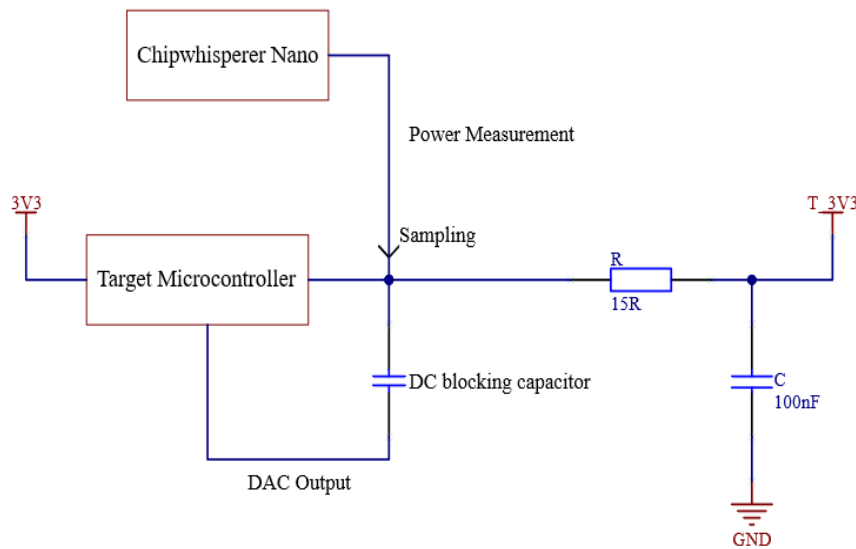 Chipwhisperer Nano
Power Measurement
3V3
T_3V3
Sampling
Target Microcontroller
R
15R
DC blocking capacitor
C
100nF
DAC Output
GND